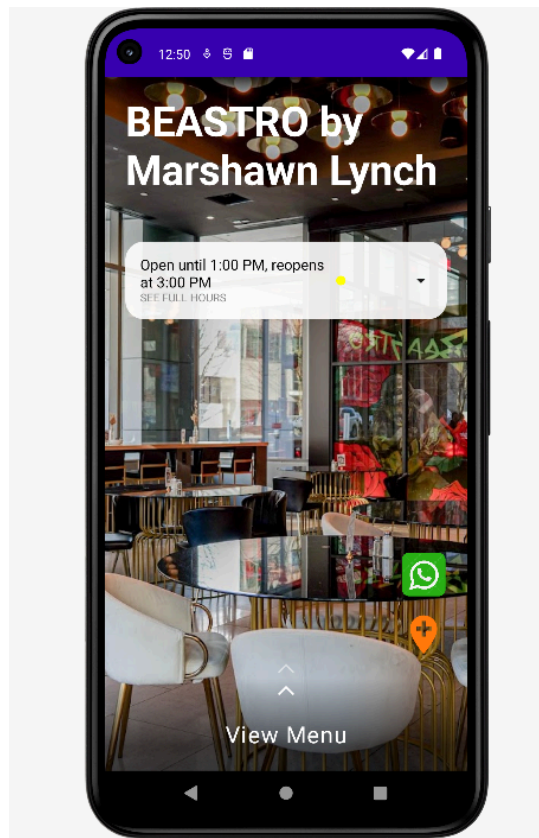 12:50
BEASTRO by
Marshawn Lynch
Open until 1:00 PM, reopens
at 3:00 PM
SEE FULL HOURS
BEASTRO
View Menu